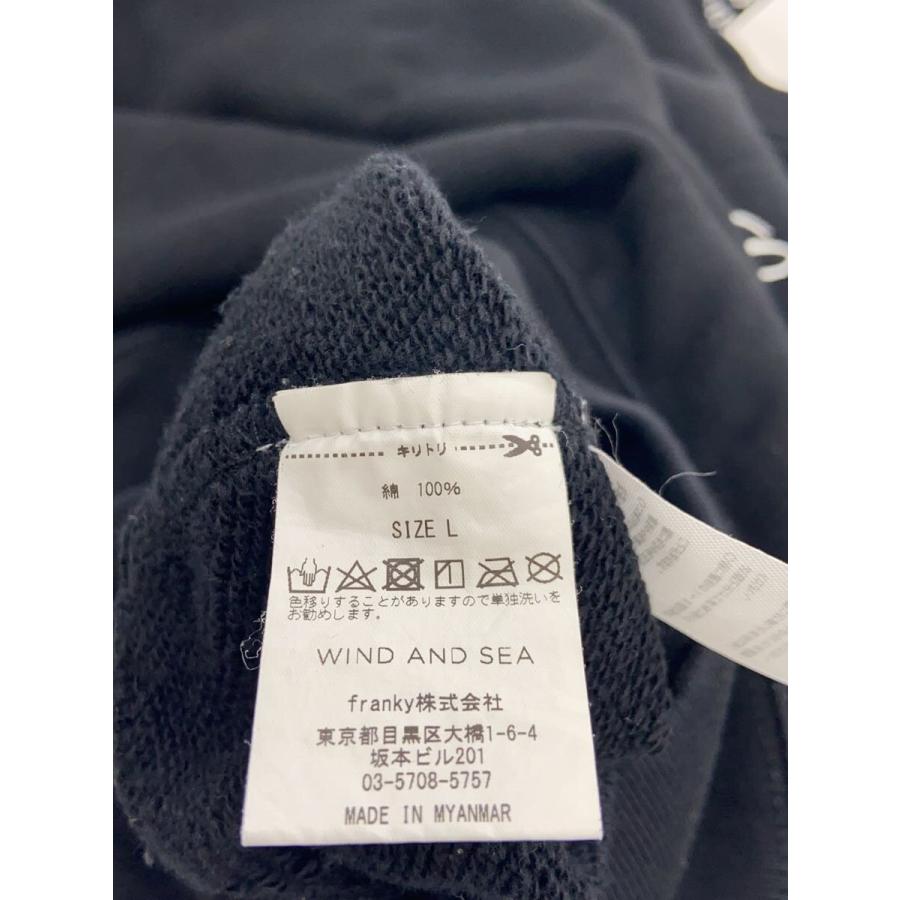 キリトリ
綿 100%
SIZE L
色移りすることがありますので単独洗いを
お勧めします。
WIND AND SEA
franky株式会社
東京都目黒区大橋1-6-4
坂本ビル201
03-5708-5757
MADE IN MYANMAR